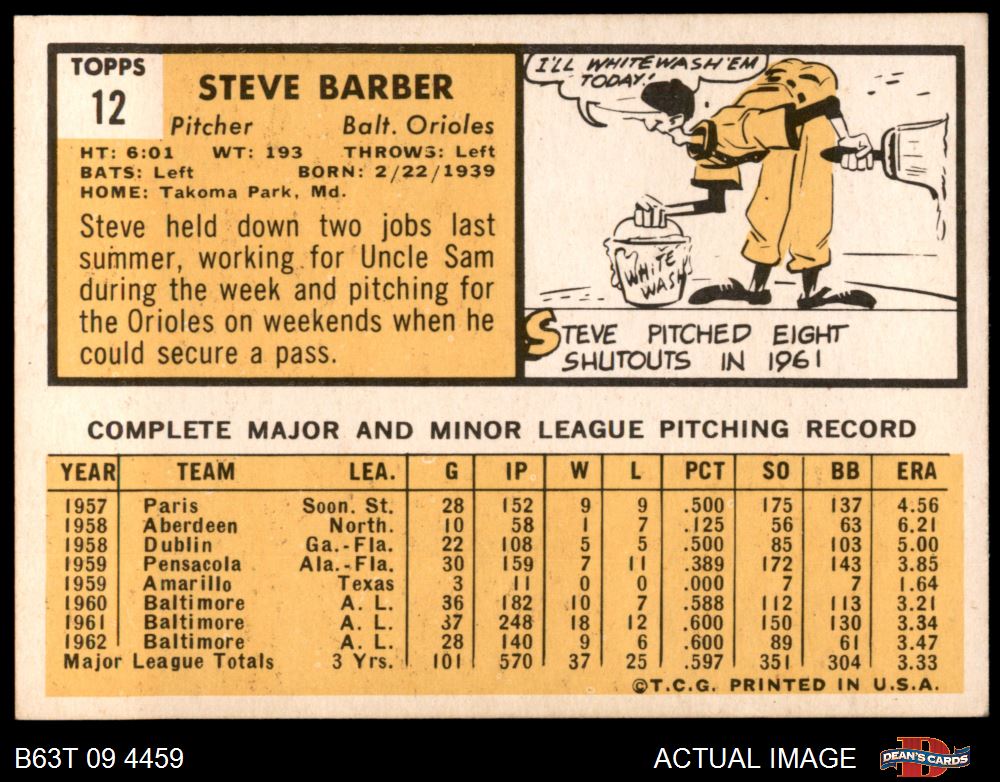 TOPPS
12
STEVE BARBER
Pitcher Balt. Orioles
HT: 6:01 WT: 193 THROWS: Left
BATS: Left BORN: 2/22/1939
HOME: Takoma Park, Md.
Steve held down two jobs last
summer, working for Uncle Sam
during the week and pitching for
the Orioles on weekends when he
could secure a pass.
I'LL WHITEWASH 'EM
TODAY!
WHITE
WASH
STEVE PITCHED EIGHT
SHUTOUTS IN 1961
COMPLETE MAJOR AND MINOR LEAGUE PITCHING RECORD
YEAR TEAM LEA. G IP W L PCT SO BB ERA
1957 Paris Soon. St. 28 152 9 9 .500 175 137 4.56
1958 Aberdeen North. 10 58 1 7 .125 56 63 6.21
1958 Dublin Ga.-Fla. 22 108 5 5 .500 85 103 5.00
1959 Pensacola Ala.-Fla. 30 159 7 11 .389 172 143 3.85
1959 Amarillo Texas 3 11 0 0 .000 7 7 1.64
1960 Baltimore A. L. 36 182 10 7 .588 112 113 3.21
1961 Baltimore A. L. 37 248 18 12 .600 150 130 3.34
1962 Baltimore A. L. 28 140 9 6 .600 89 61 3.47
Major League Totals 3 Yrs. 101 570 37 25 .597 351 304 3.33
©T.C.G. PRINTED IN U.S.A.
B63T 09 4459 ACTUAL IMAGE DEAN'S CARDS